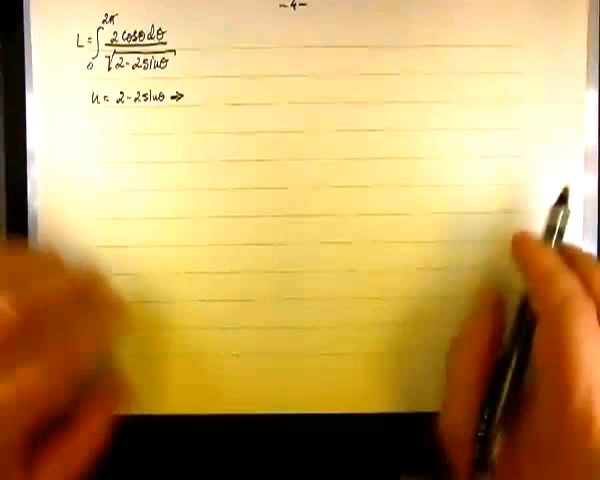 -4-
L = ∫₀^2π 2cosθdθ / √2-2sinθ
u = 2-2sinθ ⇒